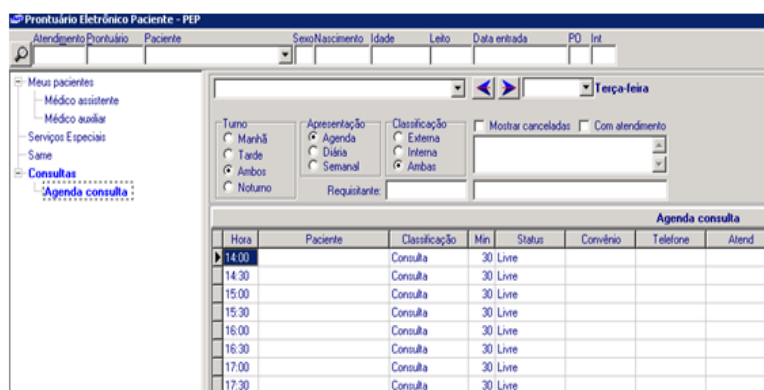 Prontuário Eletrônico Paciente - PEP
Atendimento Prontuário Paciente Sexo Nascimento Idade Leito Data entrada PO Int
Meus pacientes
Médico assistente
Médico auxiliar
Serviços Especiais
Same
Consultas
Agenda consulta
Terça-feira
Turno Apresentação Classificação Mostrar canceladas Com atendimento
Manhã Agenda Externa
Tarde Diária Interna
Ambos Semanal Ambas
Noturno Requisitante:
Agenda consulta
Hora Paciente Classificação Min Status Convênio Telefone Atend
14:00 Consulta 30 Livre
14:30 Consulta 30 Livre
15:00 Consulta 30 Livre
15:30 Consulta 30 Livre
16:00 Consulta 30 Livre
16:30 Consulta 30 Livre
17:00 Consulta 30 Livre
17:30 Consulta 30 Livre